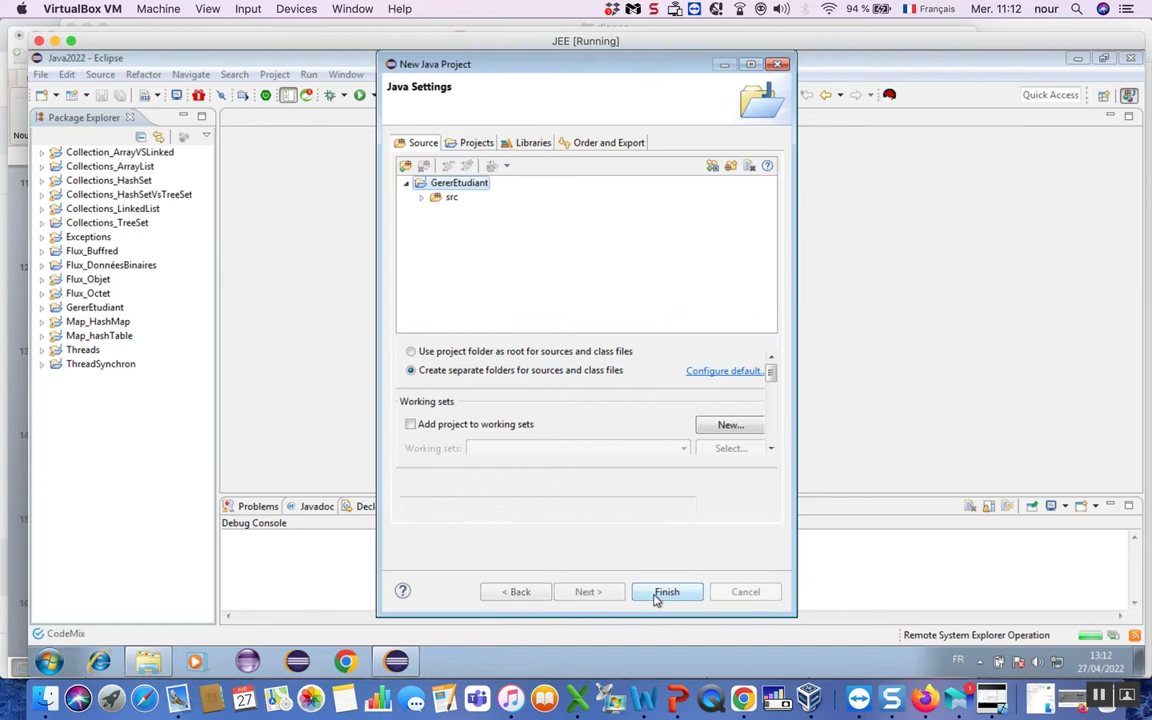 VirtualBox VM Machine View Input Devices Window Help 94 % Français Mer. 11:12 nour
JEE [Running]
Java2022 - Eclipse
New Java Project
File Edit Source Refactor Navigate Search Project Run Window
Java Settings
Quick Access
Package Explorer
Nou
Source Projects Libraries Order and Export
Collection_ArrayVSLinked
Collections_ArrayList
Collections_HashSet
Collections_HashSetVsTreeSet
Collections_LinkedList
Collections_TreeSet
Exceptions
Flux_Buffred
Flux_DonnéesBinaires
Flux_Objet
Flux_Octet
GererEtudiant
Map_HashMap
Map_hashTable
Threads
ThreadSynchron
GererEtudiant
src
Use project folder as root for sources and class files
Create separate folders for sources and class files Configure default..
Working sets
Add project to working sets New...
Working sets: Select...
Problems Javadoc Decl
Debug Console
< Back Next > Finish Cancel
CodeMix Remote System Explorer Operation
FR 13:12
27/04/2022